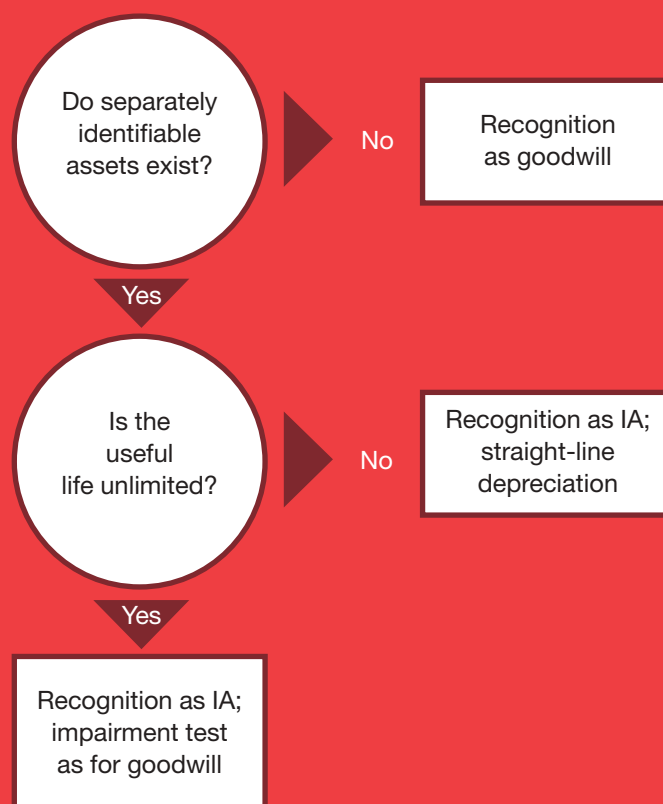 Do separately
identifiable
assets exist?
No
Recognition
as goodwill
Yes
Is the
useful
life unlimited?
No
Recognition as IA;
straight-line
depreciation
Yes
Recognition as IA;
impairment test
as for goodwill